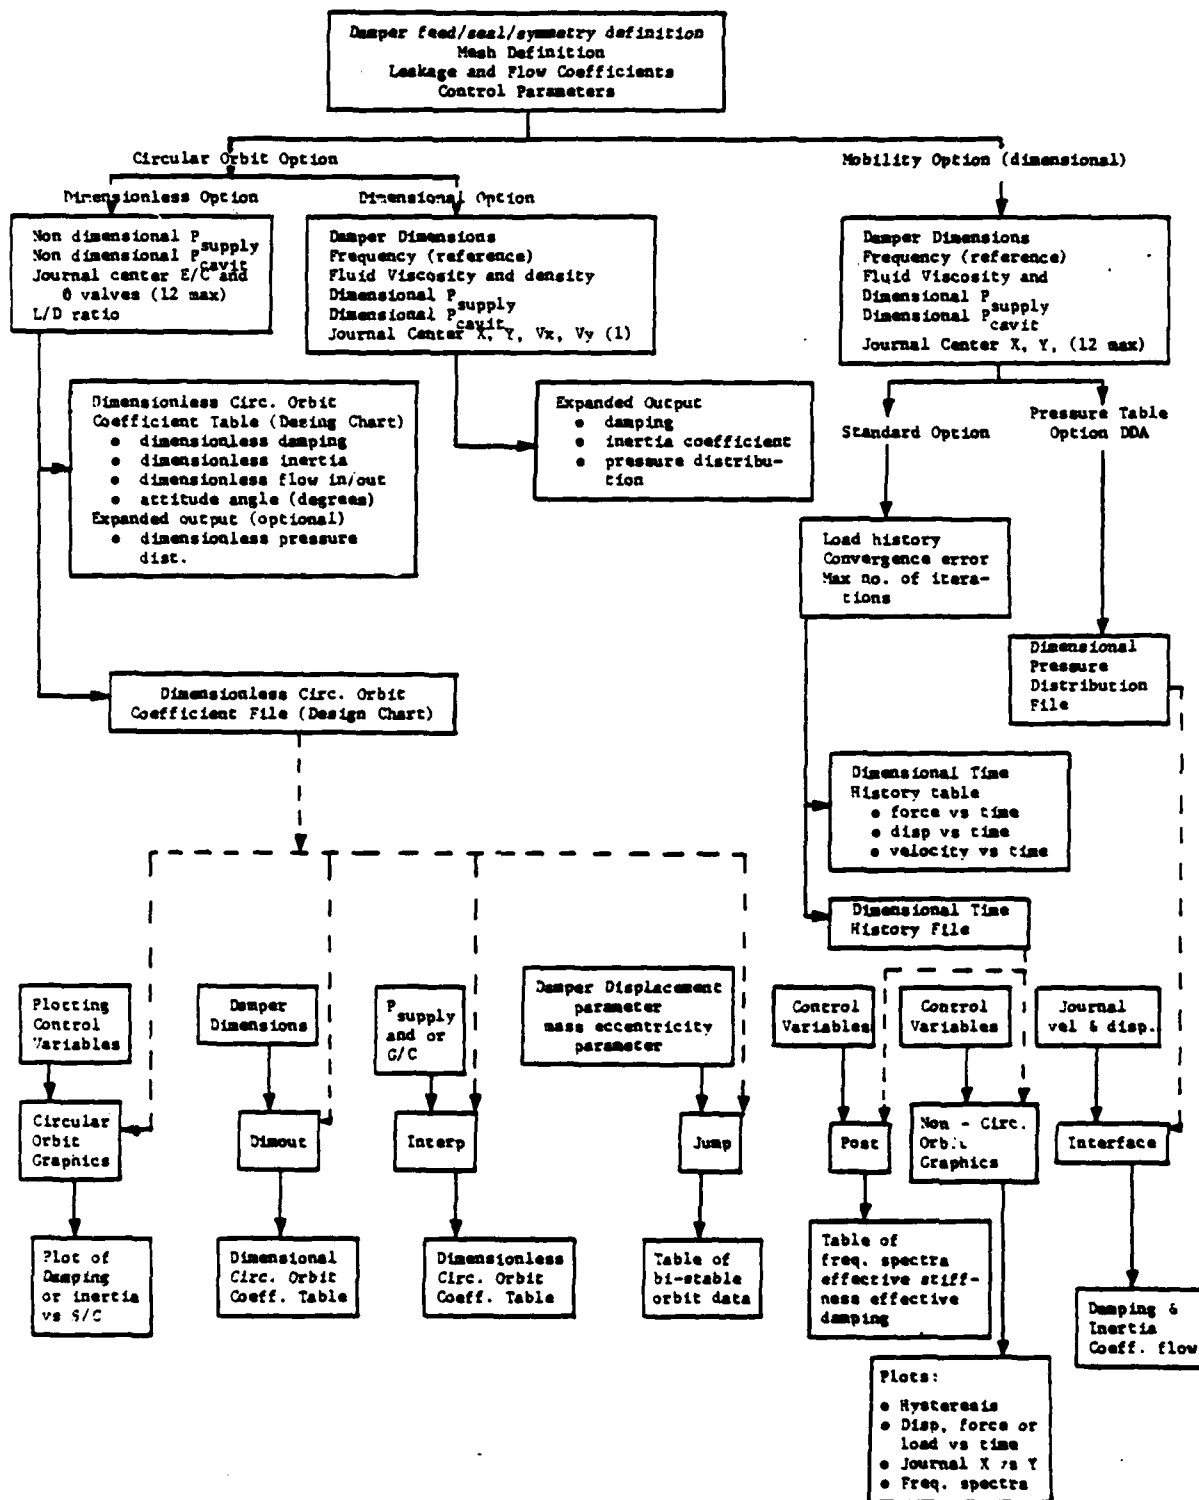 Damper feed/seal/symmetry definition
Mesh Definition
Leakage and Flow Coefficients
Control Parameters
Circular Orbit Option
Mobility Option (dimensional)
Dimensionless Option
Dimensional Option
Non dimensional P supply
Non dimensional P cavit
Journal center E/C and
θ valves (12 max)
L/D ratio
Damper Dimensions
Frequency (reference)
Fluid Viscosity and density
Dimensional P supply
Dimensional P cavit
Journal Center X, Y, Vx, Vy (1)
Damper Dimensions
Frequency (reference)
Fluid Viscosity and
Dimensional P supply
Dimensional P cavit
Journal Center X, Y, (12 max)
Dimensionless Circ. Orbit
Coefficient Table (Desing Chart)
• dimensionless damping
• dimensionless inertia
• dimensionless flow in/out
• attitude angle (degrees)
Expanded output (optional)
• dimensionless pressure
dist.
Expanded Output
• damping
• inertia coefficient
• pressure distribu-
tion
Standard Option
Pressure Table
Option DDA
Load history
Convergence error
Max no. of itera-
tions
Dimensional
Pressure
Distribution
File
Dimensionless Circ. Orbit
Coefficient File (Design Chart)
Dimensional Time
History table
• force vs time
• disp vs time
• velocity vs time
Dimensional Time
History File
Plotting
Control
Variables
Damper
Dimensions
P supply
and or
G/C
Damper Displacement
parameter
mass eccentricity
parameter
Control
Variables
Control
Variables
Journal
vel & disp.
Circular
Orbit
Graphics
Dimout
Interp
Jump
Post
Non - Circ.
Orbit
Graphics
Interface
Plot of
Damping
or inertia
vs S/C
Dimensional
Circ. Orbit
Coeff. Table
Dimensionless
Circ. Orbit
Coeff. Table
Table of
bi-stable
orbit data
Table of
freq. spectra
effective stiff-
ness effective
damping
Damping &
Inertia
Coeff. flow
Plots:
• Hysteresis
• Disp, force or
load vs time
• Journal X vs Y
• Freq. spectra